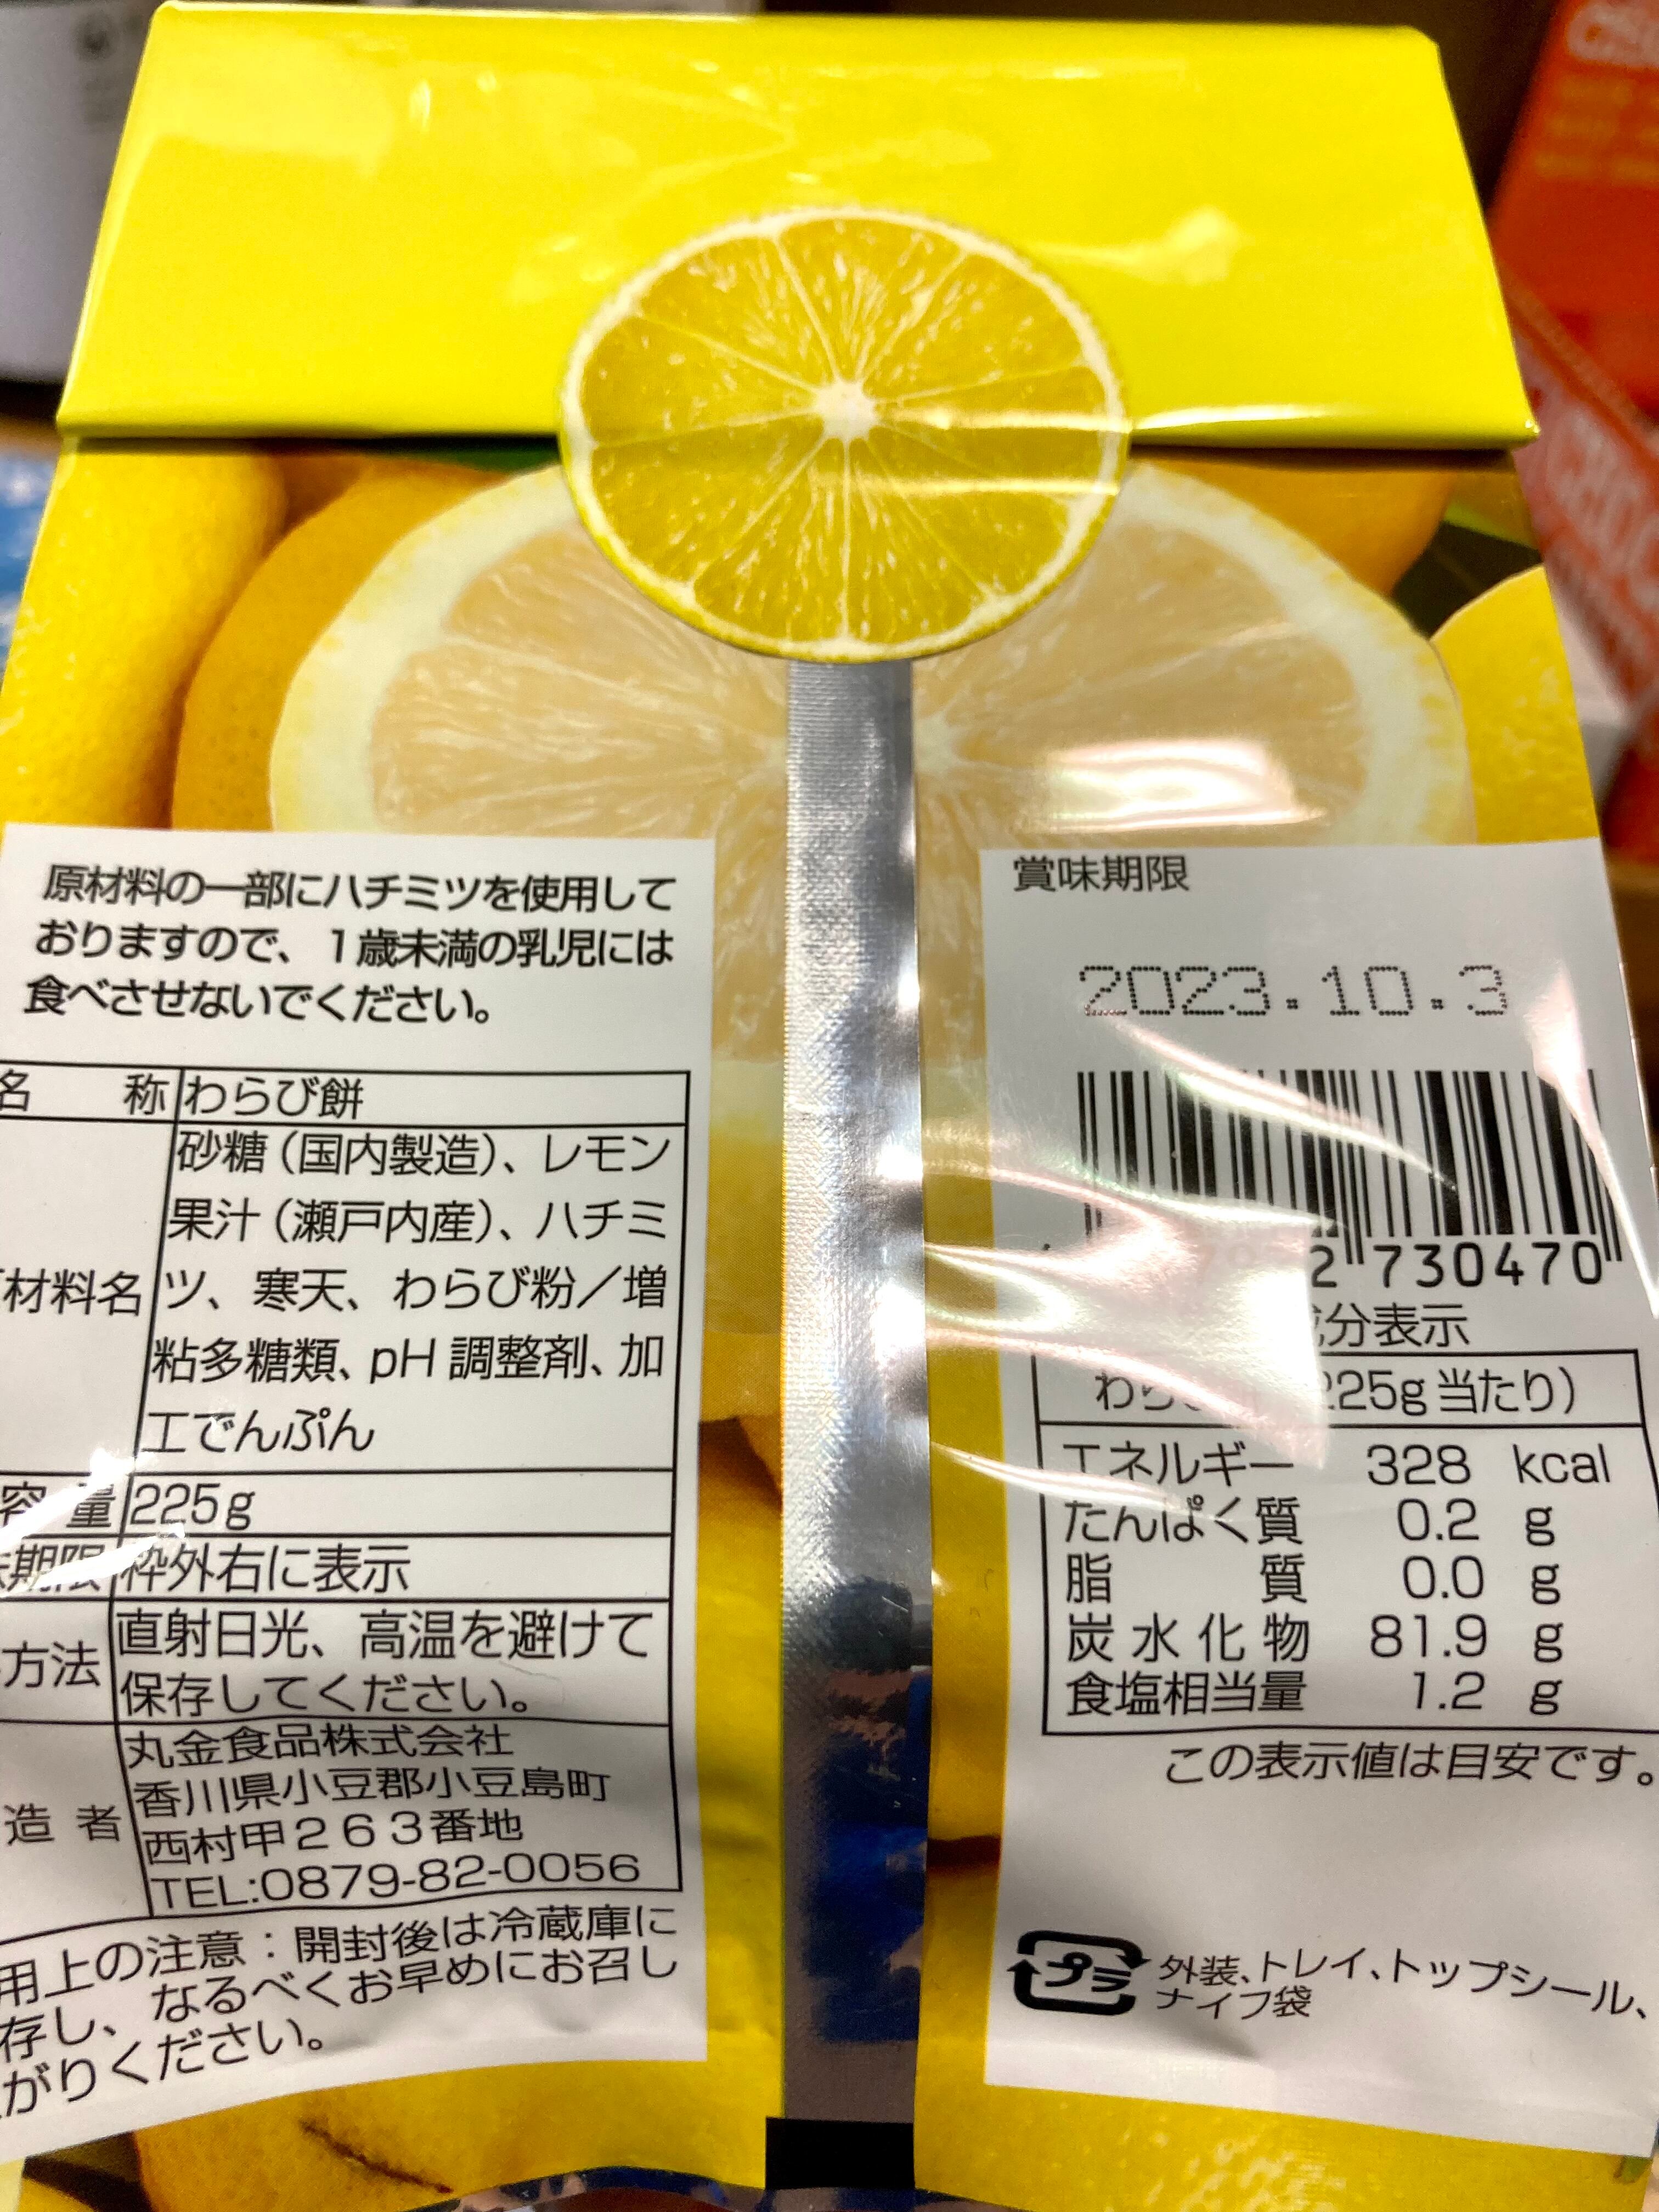 原材料の一部にハチミツを使用して
おりますので、1歳未満の乳児には
食べさせないでください。
名 称 わらび餅
材料名 砂糖(国内製造)、レモン
果汁(瀬戸内産)、ハチミ
ツ、寒天、わらび粉/増
粘多糖類、pH調整剤、加
工でんぷん
容 量 225g
期限 枠外右に表示
方法 直射日光、高温を避けて
保存してください。
造 者 丸金食品株式会社
香川県小豆郡小豆島町
西村甲263番地
TEL:0879-82-0056
用上の注意:開封後は冷蔵庫に
存し、なるべくお早めにお召し
がりください。
賞味期限
2023.10.3
2 730470
分表示
わら 25g当たり)
エネルギー 328 kcal
たんぱく質 0.2 g
脂 質 0.0 g
炭水化物 81.9 g
食塩相当量 1.2 g
この表示値は目安です。
プラ 外装、トレイ、トップシール、
ナイフ袋